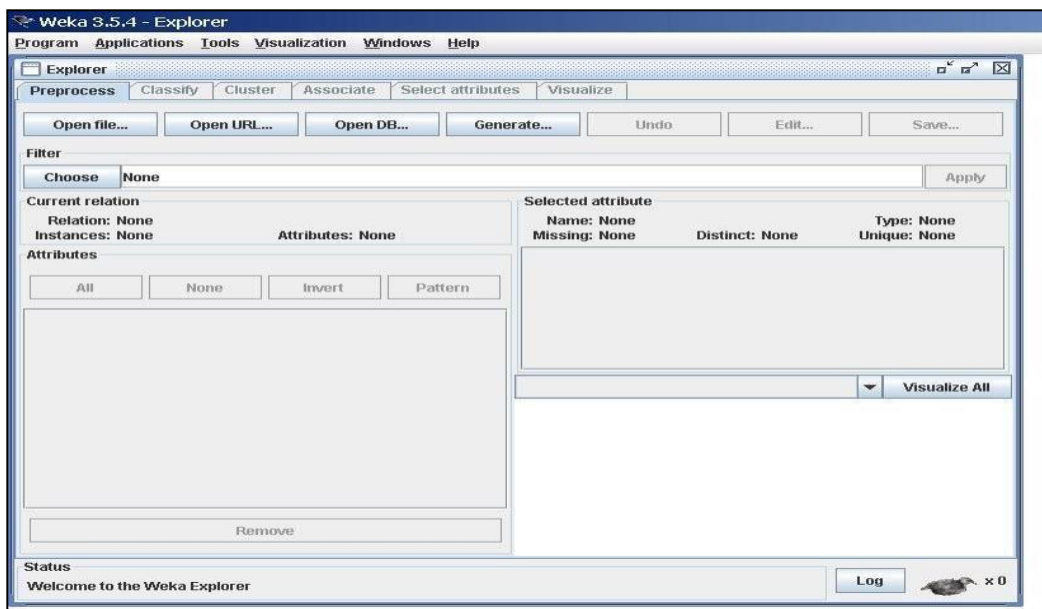 Weka 3.5.4 - Explorer
Program Applications Tools Visualization Windows Help
Explorer
Preprocess Classify Cluster Associate Select attributes Visualize
Open file... Open URL... Open DB... Generate... Undo Edit... Save...
Filter
Choose None Apply
Current relation
Relation: None
Instances: None Attributes: None
Selected attribute
Name: None Type: None
Missing: None Distinct: None Unique: None
Attributes
All None Invert Pattern
Visualize All
Remove
Status
Welcome to the Weka Explorer
Log x 0